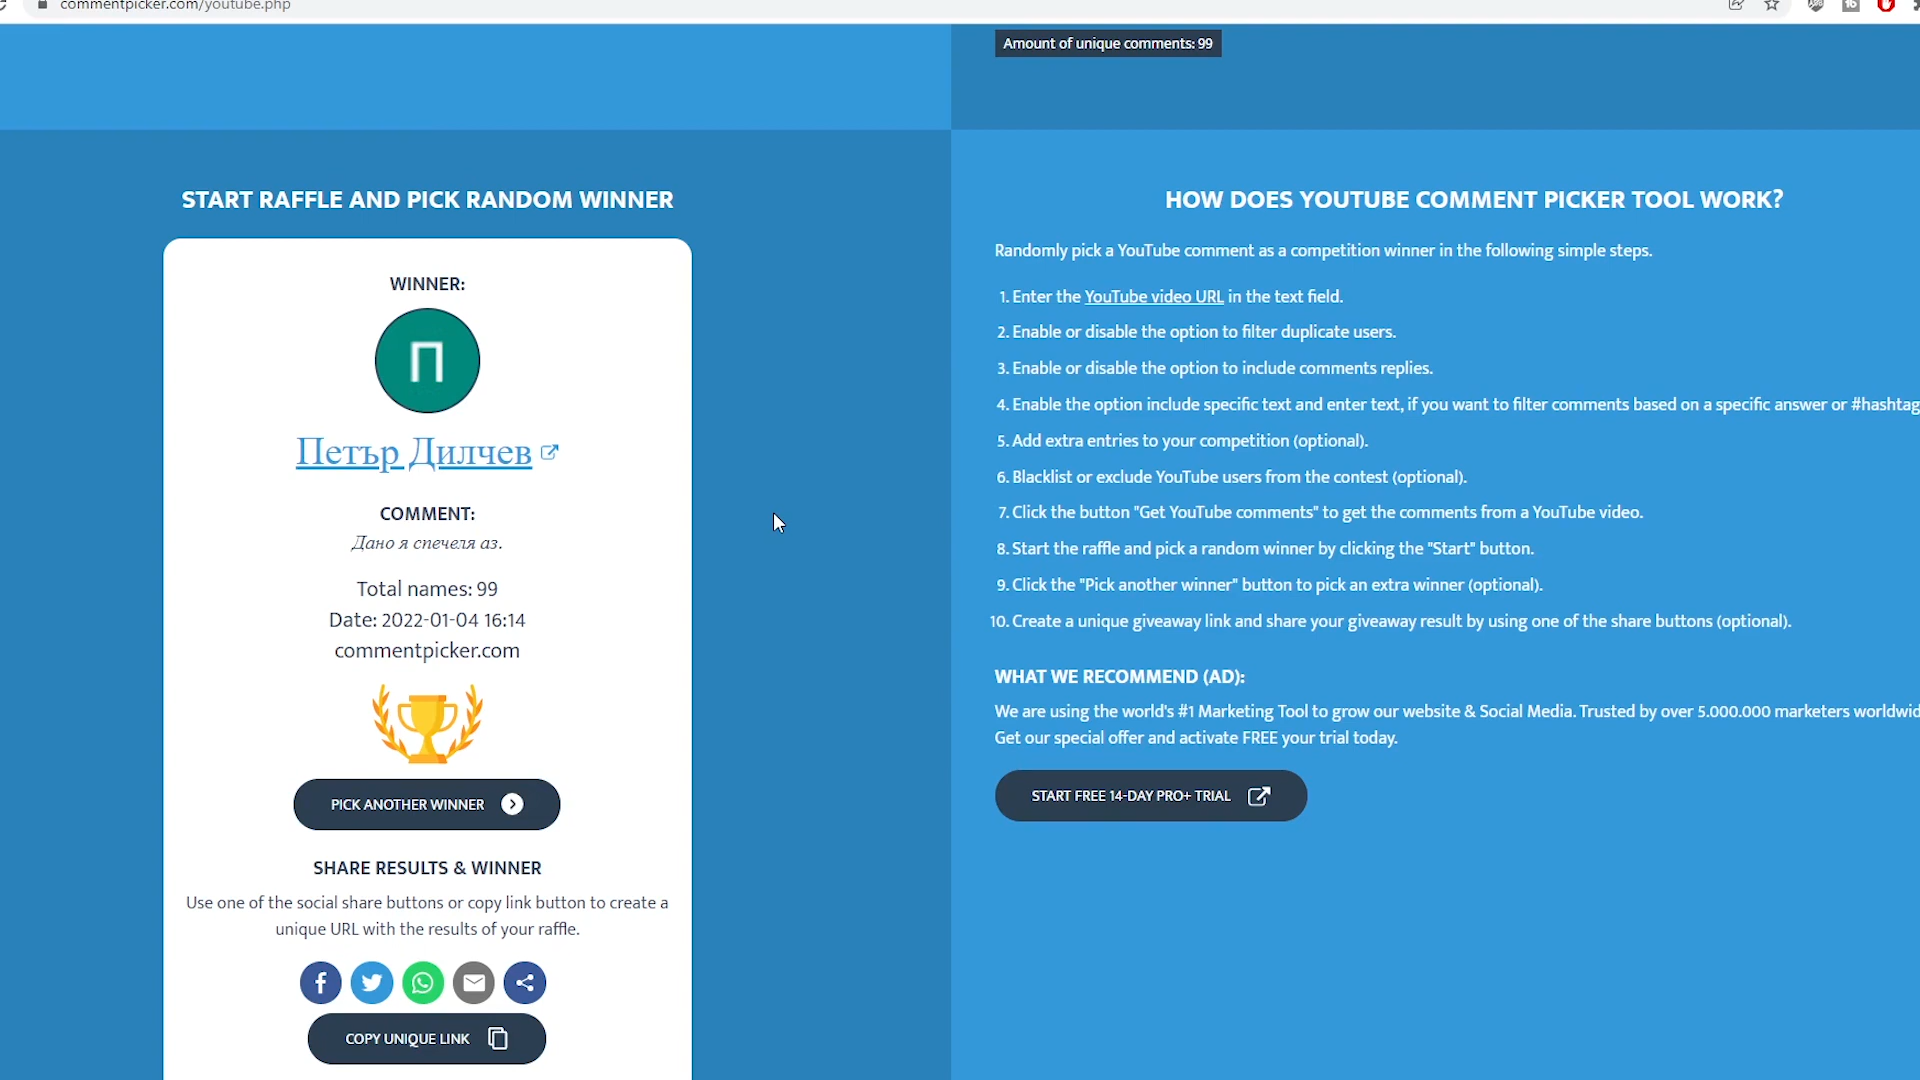 commentpicker.com/youtube.php
Amount of unique comments: 99
START RAFFLE AND PICK RANDOM WINNER
WINNER:
П
Петър Дилчев
COMMENT:
Дано я спечеля аз.
Total names: 99
Date: 2022-01-04 16:14
commentpicker.com
PICK ANOTHER WINNER
SHARE RESULTS & WINNER
Use one of the social share buttons or copy link button to create a
unique URL with the results of your raffle.
COPY UNIQUE LINK
HOW DOES YOUTUBE COMMENT PICKER TOOL WORK?
Randomly pick a YouTube comment as a competition winner in the following simple steps.
1. Enter the YouTube video URL in the text field.
2. Enable or disable the option to filter duplicate users.
3. Enable or disable the option to include comments replies.
4. Enable the option include specific text and enter text, if you want to filter comments based on a specific answer or #hashtag
5. Add extra entries to your competition (optional).
6. Blacklist or exclude YouTube users from the contest (optional).
7. Click the button "Get YouTube comments" to get the comments from a YouTube video.
8. Start the raffle and pick a random winner by clicking the "Start" button.
9. Click the "Pick another winner" button to pick an extra winner (optional).
10. Create a unique giveaway link and share your giveaway result by using one of the share buttons (optional).
WHAT WE RECOMMEND (AD):
We are using the world's #1 Marketing Tool to grow our website & Social Media. Trusted by over 5.000.000 marketers worldwid
Get our special offer and activate FREE your trial today.
START FREE 14-DAY PRO+ TRIAL